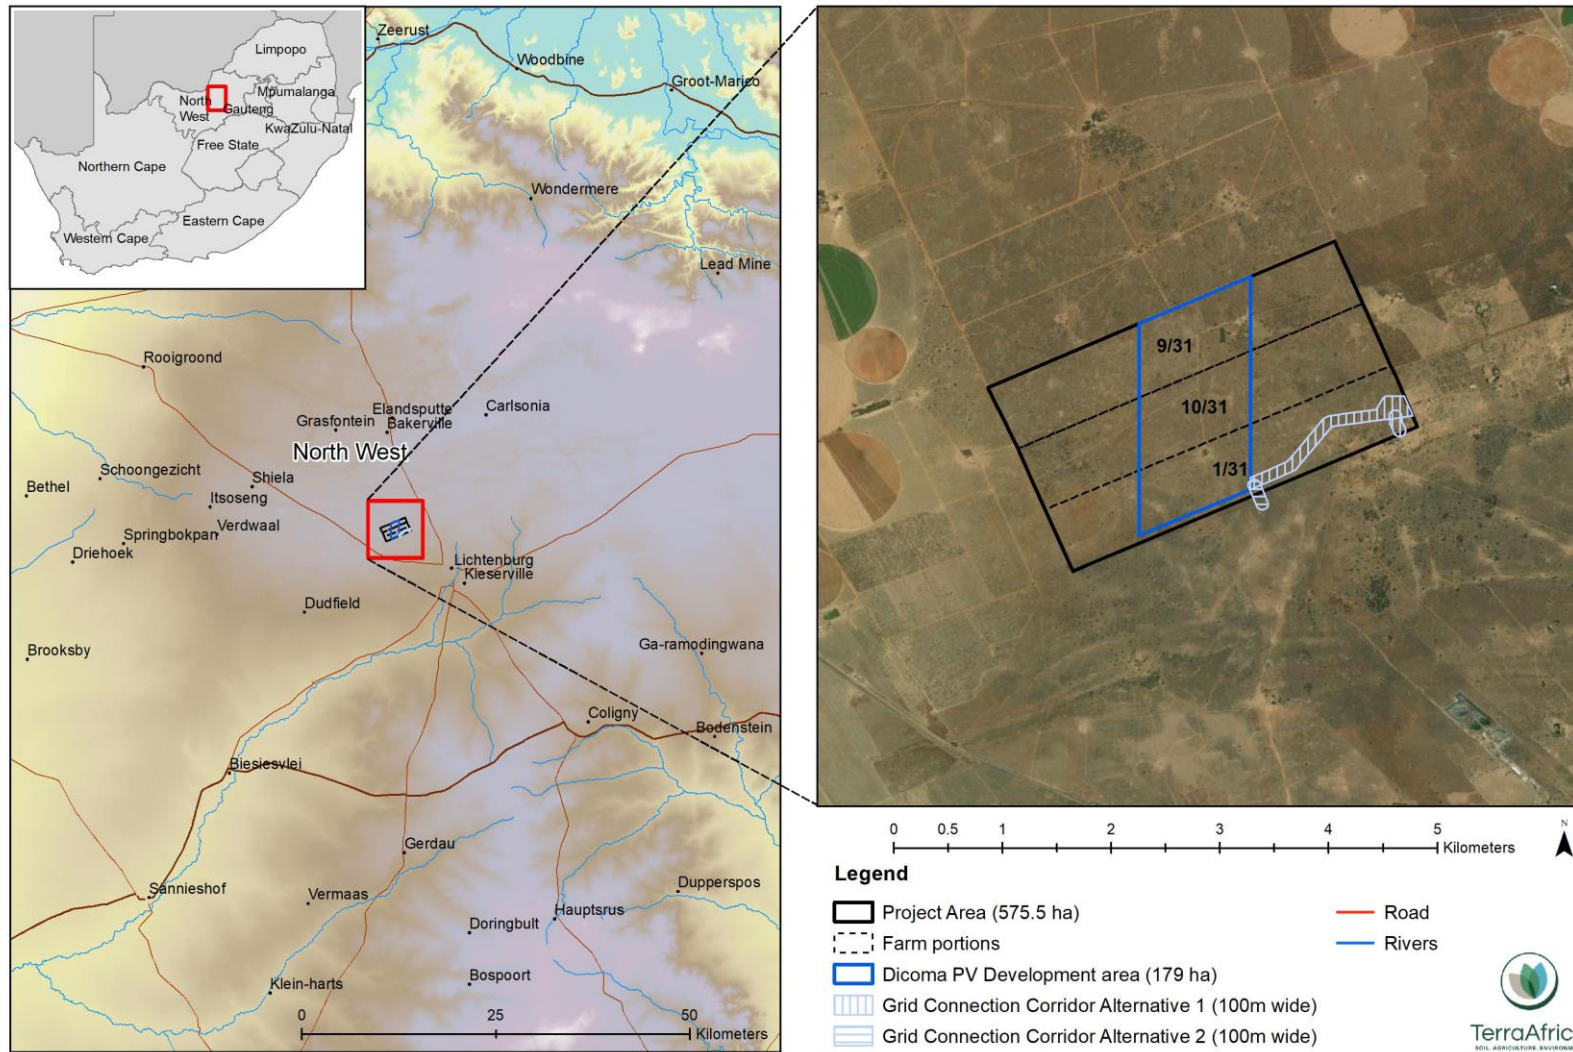 Limpopo
Mpumalanga
North
West
Gauteng
KwaZulu-Natal
Free State
Northern Cape
Eastern Cape
Western Cape
Zeerust
Woodbine
Groot-Marico
Wondermere
Lead Mine
Rooigroond
Elandsputte
Carlsonia
Grasfontein
Bakerville
North West
Schoongezicht
Shiela
Bethel
Itsoseng
Verdwaal
Springbokpan
Driehoek
Lichtenburg
Kieserville
Dudfield
Ga-ramodingwana
Brooksby
Coligny
Bodenstein
Biesiesvlei
Gerdau
Sannieshof
Vermaas
Dupperspos
Hauptsrus
Doringbult
Klein-harts
Bospoort
0 25 50
Kilometers
9/31
10/31
1/31
0 0.5 1 2 3 4 5
Kilometers
N
Legend
Project Area (575.5 ha)
Farm portions
Dicoma PV Development area (179 ha)
Grid Connection Corridor Alternative 1 (100m wide)
Grid Connection Corridor Alternative 2 (100m wide)
Road
Rivers
TerraAfric
SOIL. AGRICULTURE. ENVIRONM